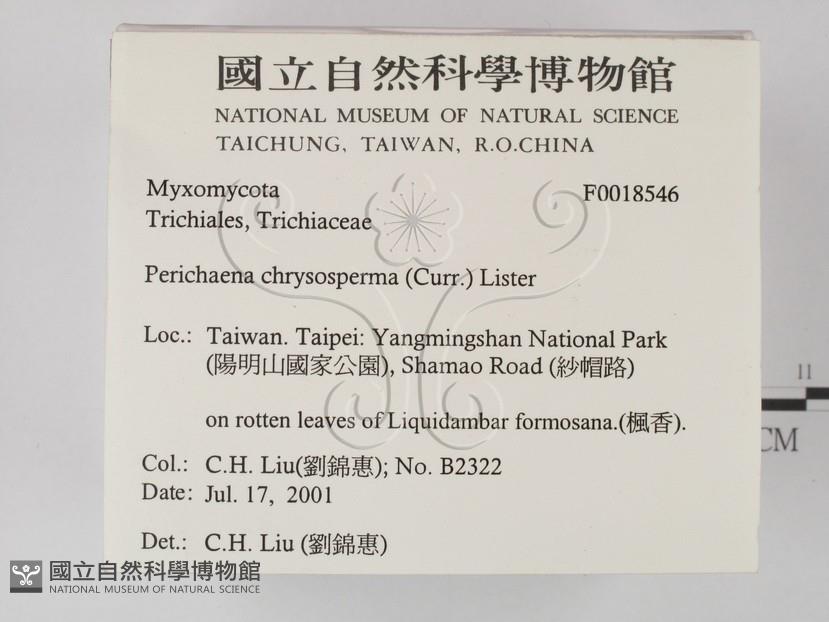 國立自然科學博物館
NATIONAL MUSEUM OF NATURAL SCIENCE
TAICHUNG, TAIWAN, R.O.CHINA
Myxomycota F0018546
Trichiales, Trichiaceae
Perichaena chrysosperma (Curr.) Lister
Loc.: Taiwan. Taipei: Yangmingshan National Park
(陽明山國家公園), Shamao Road (紗帽路)
on rotten leaves of Liquidambar formosana.(楓香).
Col.: C.H. Liu(劉錦惠); No. B2322
Date: Jul. 17, 2001
Det.: C.H. Liu (劉錦惠)
11
CM
國立自然科學博物館
NATIONAL MUSEUM OF NATURAL SCIENCE